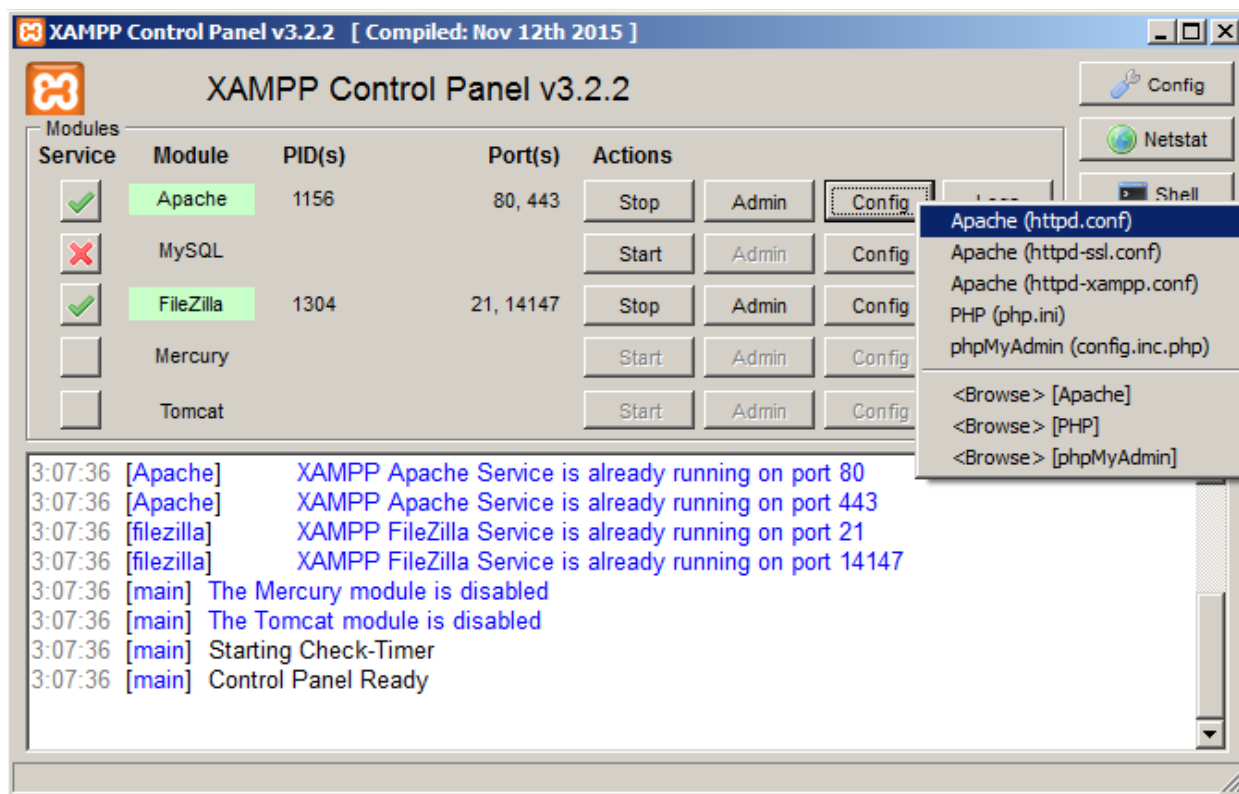 XAMPP Control Panel v3.2.2 [ Compiled: Nov 12th 2015 ]
XAMPP Control Panel v3.2.2
Config
Modules
Netstat
Service Module PID(s) Port(s) Actions
Shell
Apache 1156 80, 443 Stop Admin Config Logs
MySQL Start Admin Config
FileZilla 1304 21, 14147 Stop Admin Config
Mercury Start Admin Config
Tomcat Start Admin Config
Apache (httpd.conf)
Apache (httpd-ssl.conf)
Apache (httpd-xampp.conf)
PHP (php.ini)
phpMyAdmin (config.inc.php)
<Browse> [Apache]
<Browse> [PHP]
<Browse> [phpMyAdmin]
3:07:36 [Apache] XAMPP Apache Service is already running on port 80
3:07:36 [Apache] XAMPP Apache Service is already running on port 443
3:07:36 [filezilla] XAMPP FileZilla Service is already running on port 21
3:07:36 [filezilla] XAMPP FileZilla Service is already running on port 14147
3:07:36 [main] The Mercury module is disabled
3:07:36 [main] The Tomcat module is disabled
3:07:36 [main] Starting Check-Timer
3:07:36 [main] Control Panel Ready